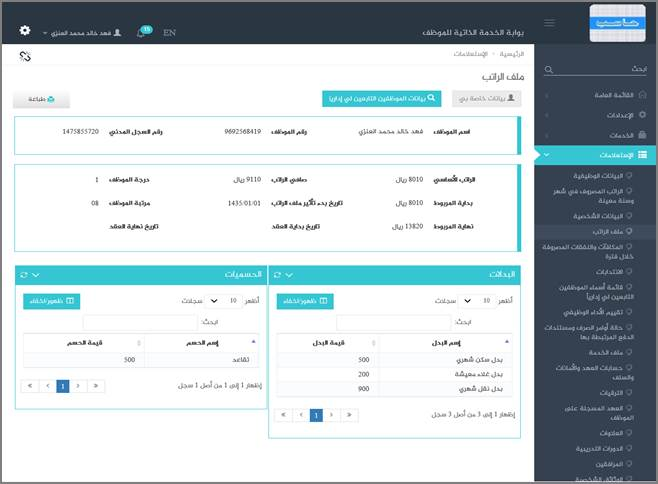 حاسب
بوابة الخدمة الذاتية للموظف
EN
15
فهد خالد محمد العنزي
ابحث
القائمة العامة
الإعدادات
الخدمات
الإستعلامات
البيانات الوظيفية
الراتب المصروف في شهر
وسنة معينة
البيانات الشخصية
ملف الراتب
المكافآت والنفقات المصروفة
خلال فترة
الانتدابات
قائمة أسماء الموظفين
التابعين لي إدارياً
تقييم الأداء الوظيفي
حالة أوامر الصرف ومستندات
الدفع المرتبطة بها
ملف الخدمة
حسابات العهد والأمانات
والسلف
الترقيات
العهد المسجلة على
الموظف
العلاوات
الدورات التدريبية
المرافقين
الوثائق الشخصية
الرئيسية - الإستعلامات
ملف الراتب
بيانات خاصة بي
بيانات الموظفين التابعين لي إداريا
طباعة
اسم الموظف فهد خالد محمد العنزي رقم الموظف 9692568419 رقم السجل المدني 1475855720
الراتب الأساسي 8010 ريال صافي الراتب 9110 ريال درجة الموظف 1
بداية المربوط 8010 ريال تاريخ بدء تأثير ملف الراتب 1435/01/01 مرتبة الموظف 08
نهاية المربوط 13820 ريال تاريخ بداية العقد تاريخ نهاية العقد
البدلات
أظهر 10 سجلات
ظهور/اخفاء
ابحث:
إسم البدل قيمة البدل
بدل سكن شهري 500
بدل غلاء معيشة 200
بدل نقل شهري 900
إظهار 1 إلى 3 من أصل 3 سجل
1
الحسميات
أظهر 10 سجلات
ظهور/اخفاء
ابحث:
إسم الحسم قيمة الحسم
تقاعد 500
إظهار 1 إلى 1 من أصل 1 سجل
1